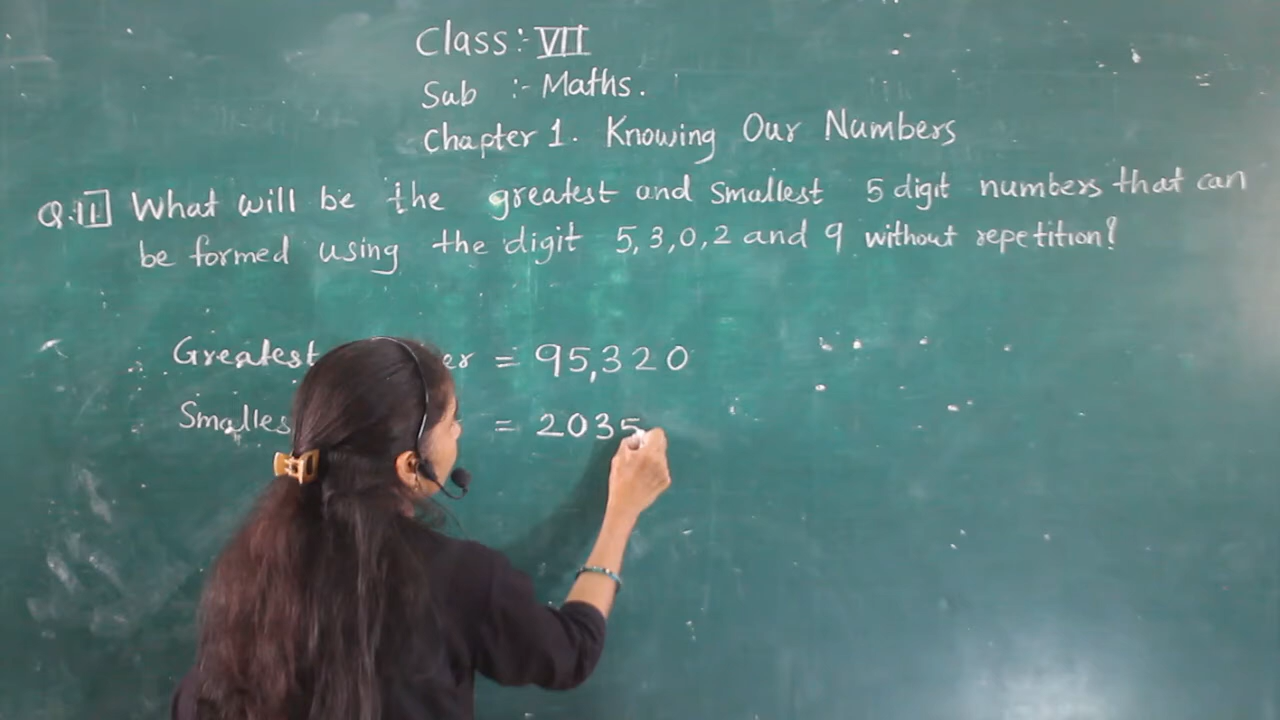 Class :- VII
Sub :- Maths.
Chapter 1. Knowing Our Numbers
Q.11] What will be the greatest and smallest 5 digit numbers that can
be formed using the digit 5, 3, 0, 2 and 9 without repetition?
Greatest = 95,320
= 2035